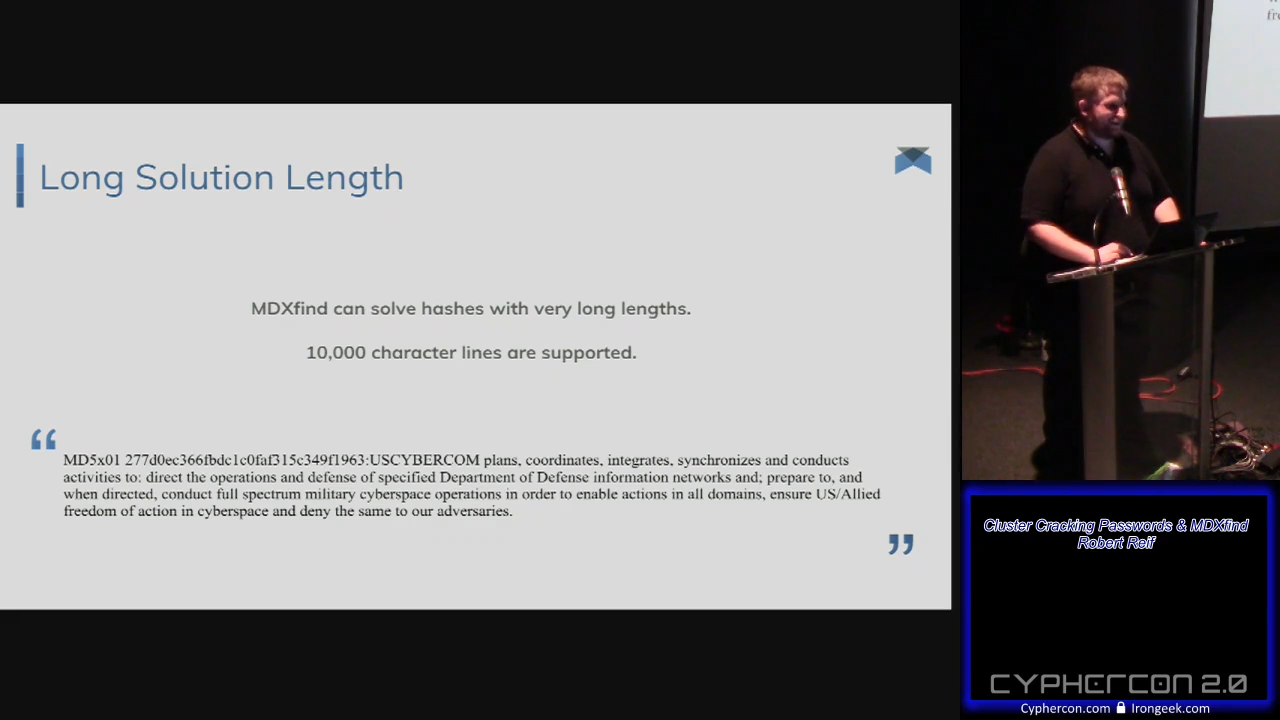 Long Solution Length
MDXfind can solve hashes with very long lengths.
10,000 character lines are supported.
“
MD5x01 277d0ec366fbdc1c0faf315c349f1963:USCYBERCOM plans, coordinates, integrates, synchronizes and conducts
activities to: direct the operations and defense of specified Department of Defense information networks and; prepare to, and
when directed, conduct full spectrum military cyberspace operations in order to enable actions in all domains, ensure US/Allied
freedom of action in cyberspace and deny the same to our adversaries.
”
Cluster Cracking Passwords & MDXfind
Robert Reif
CYPHERCON 2.0
Cyphercon.com Irongeek.com